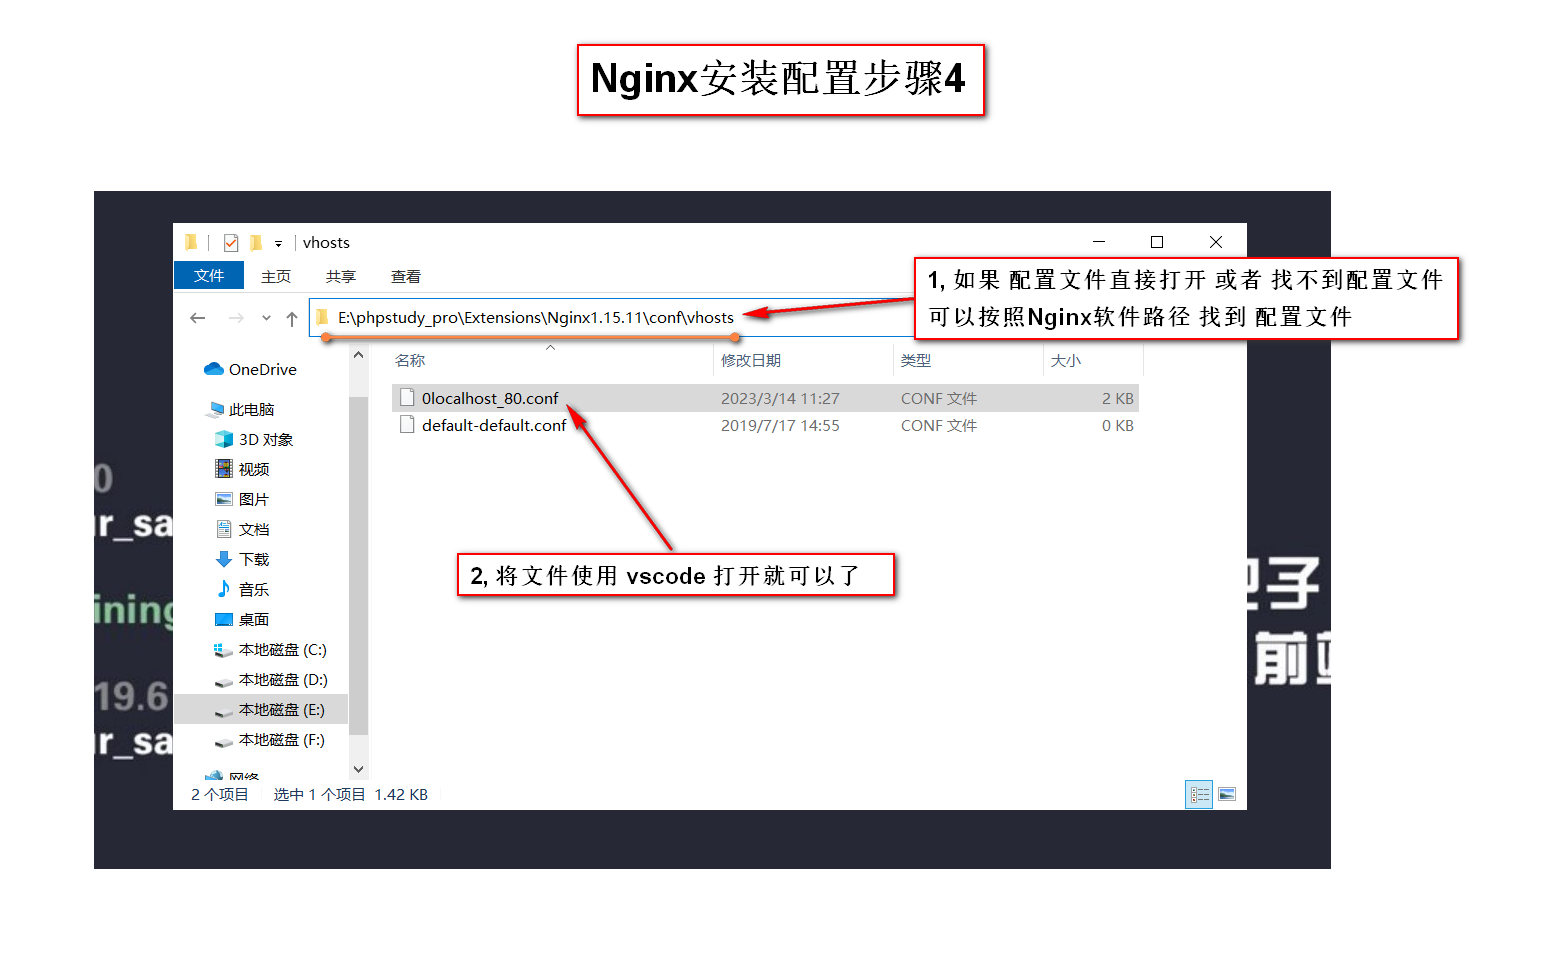 Nginx安装配置步骤4
vhosts
文件 主页 共享 查看
1, 如果 配置文件直接打开 或者 找不到配置文件
可以按照Nginx软件路径 找到 配置文件
E:\phpstudy_pro\Extensions\Nginx1.15.11\conf\vhosts
名称 修改日期 类型 大小
0localhost_80.conf 2023/3/14 11:27 CONF 文件 2 KB
default-default.conf 2019/7/17 14:55 CONF 文件 0 KB
OneDrive
此电脑
3D 对象
视频
图片
文档
下载
音乐
桌面
本地磁盘 (C:)
本地磁盘 (D:)
本地磁盘 (E:)
本地磁盘 (F:)
网络
2, 将文件使用 vscode 打开就可以了
2 个项目 选中 1 个项目 1.42 KB
0
ur_sa
ining
19.6
ur_sa
子
前